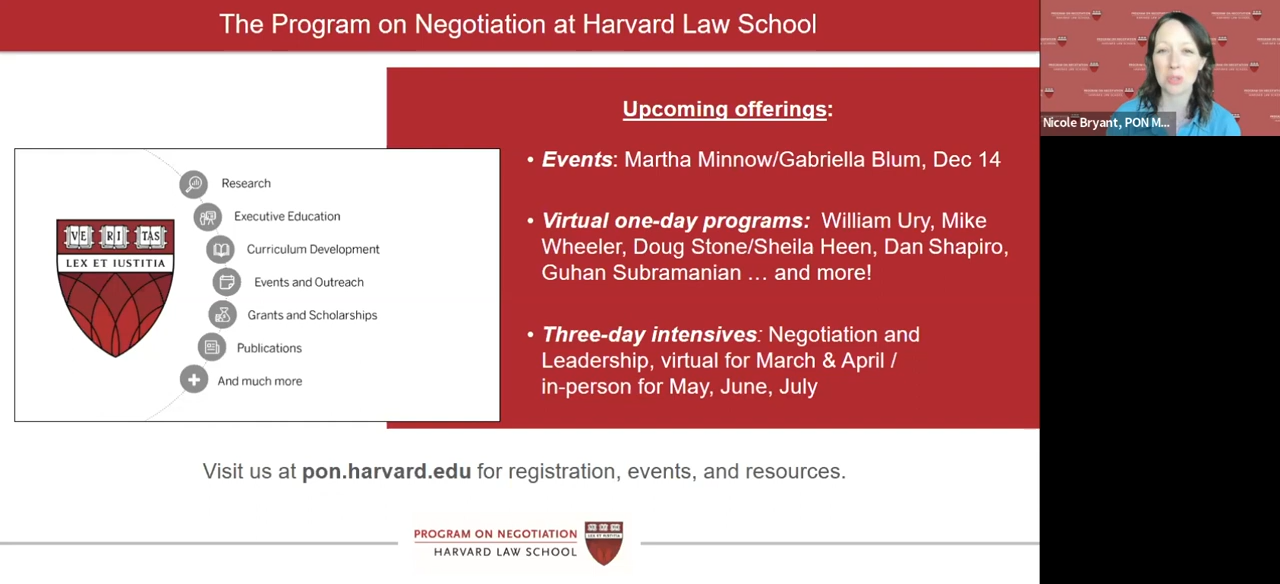 The Program on Negotiation at Harvard Law School
Nicole Bryant, PON M...
Upcoming offerings:
• Events: Martha Minnow/Gabriella Blum, Dec 14
• Virtual one-day programs: William Ury, Mike
Wheeler, Doug Stone/Sheila Heen, Dan Shapiro,
Guhan Subramanian … and more!
• Three-day intensives: Negotiation and
Leadership, virtual for March & April /
in-person for May, June, July
VE RI TAS
LEX ET IUSTITIA
Research
Executive Education
Curriculum Development
Events and Outreach
Grants and Scholarships
Publications
And much more
Visit us at pon.harvard.edu for registration, events, and resources.
PROGRAM ON NEGOTIATION
HARVARD LAW SCHOOL
LEX ET IUSTITIA